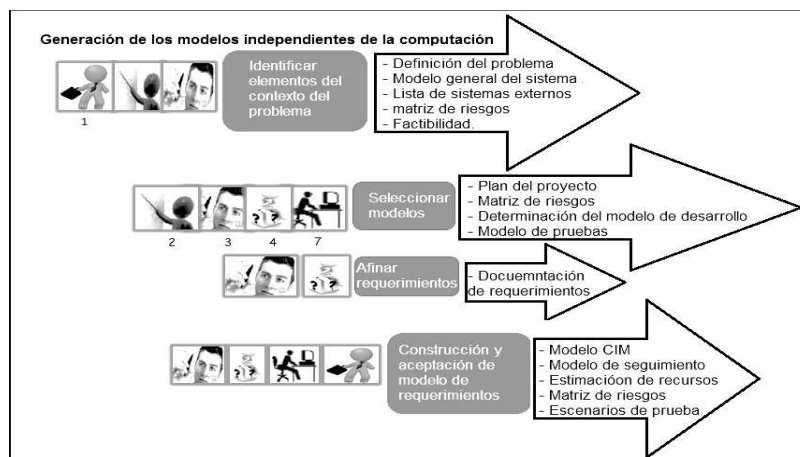 Generación de los modelos independientes de la computación
Identificar
elementos del
contexto del
problema
- Definición del problema
- Modelo general del sistema
- Lista de sistemas externos
- matriz de riesgos
- Factibilidad.
1
Seleccionar
modelos
- Plan del proyecto
- Matriz de riesgos
- Determinación del modelo de desarrollo
- Modelo de pruebas
2 3 4 7
Afinar
requerimientos
- Docuemntación
de requerimientos
Construcción y
aceptación de
modelo de
requerimientos
- Modelo CIM
- Modelo de seguimiento
- Estimacióon de recursos
- Matriz de riesgos
- Escenarios de prueba